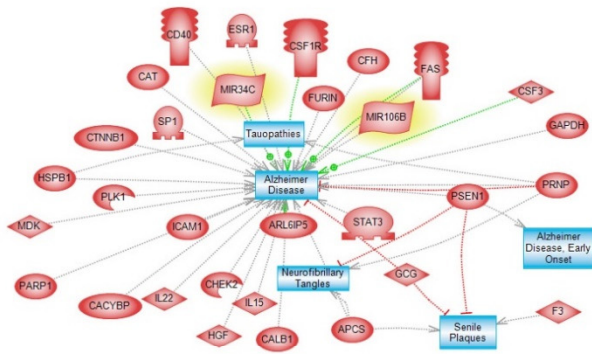 CD40
ESR1
CSF1R
CFH
FAS
CAT
MIR34C
FURIN
MIR106B
CSF3
SP1
CTNNB1
Tauopathies
GAPDH
HSPB1
Alzheimer
Disease
PLK1
PSEN1
PRNP
MDK
ICAM1
ARL6IP5
STAT3
Alzheimer
Disease, Early
Onset
PARP1
CACYBP
IL22
CHEK2
IL15
Neurofibrillary
Tangles
GCG
HGF
CALB1
APCS
Senile
Plaques
F3